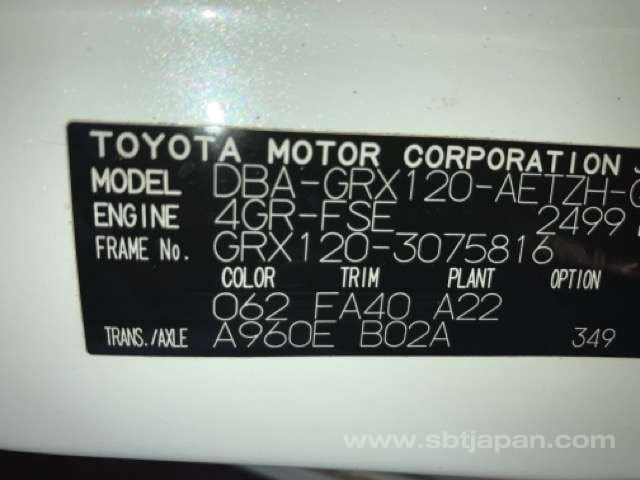 TOYOTA MOTOR CORPORATION
MODEL DBA-GRX120-AETZH-G
ENGINE 4GR-FSE 2499
FRAME No. GRX120-3075816
COLOR TRIM PLANT OPTION
062 FA40 A22
TRANS./AXLE A960E B02A 349
www.sbtjapan.com